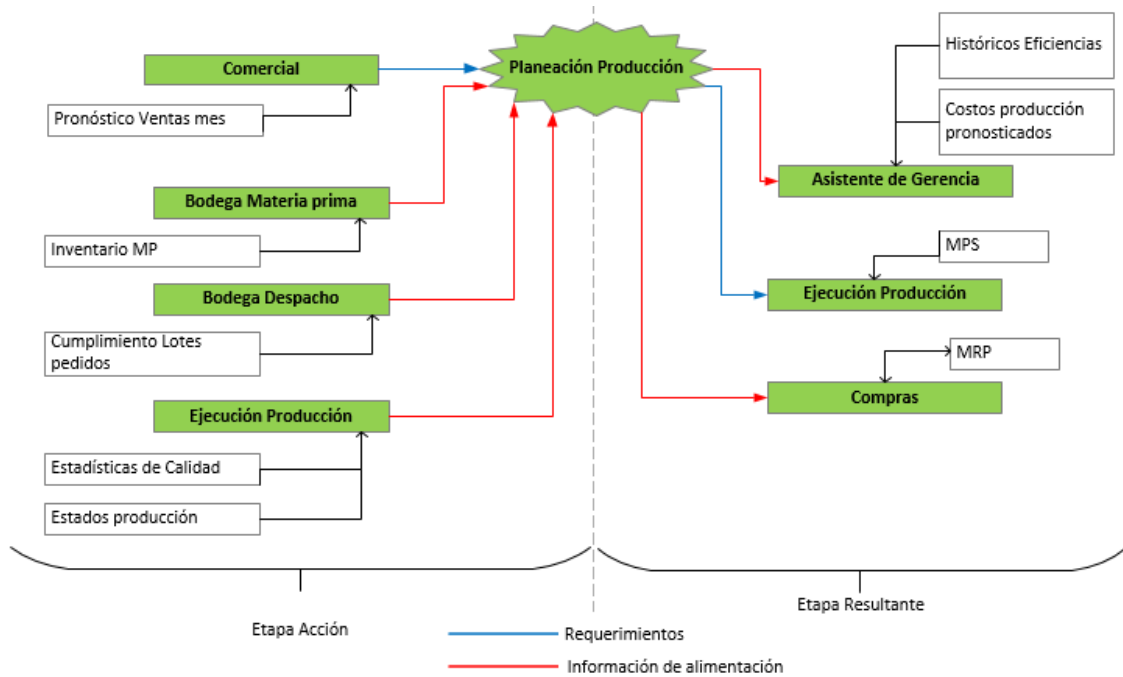 Planeación Producción
Comercial
Pronóstico Ventas mes
Bodega Materia prima
Inventario MP
Bodega Despacho
Cumplimiento Lotes
pedidos
Ejecución Producción
Estadísticas de Calidad
Estados producción
Etapa Acción
Históricos Eficiencias
Costos producción
pronosticados
Asistente de Gerencia
MPS
Ejecución Producción
MRP
Compras
Etapa Resultante
Requerimientos
Información de alimentación